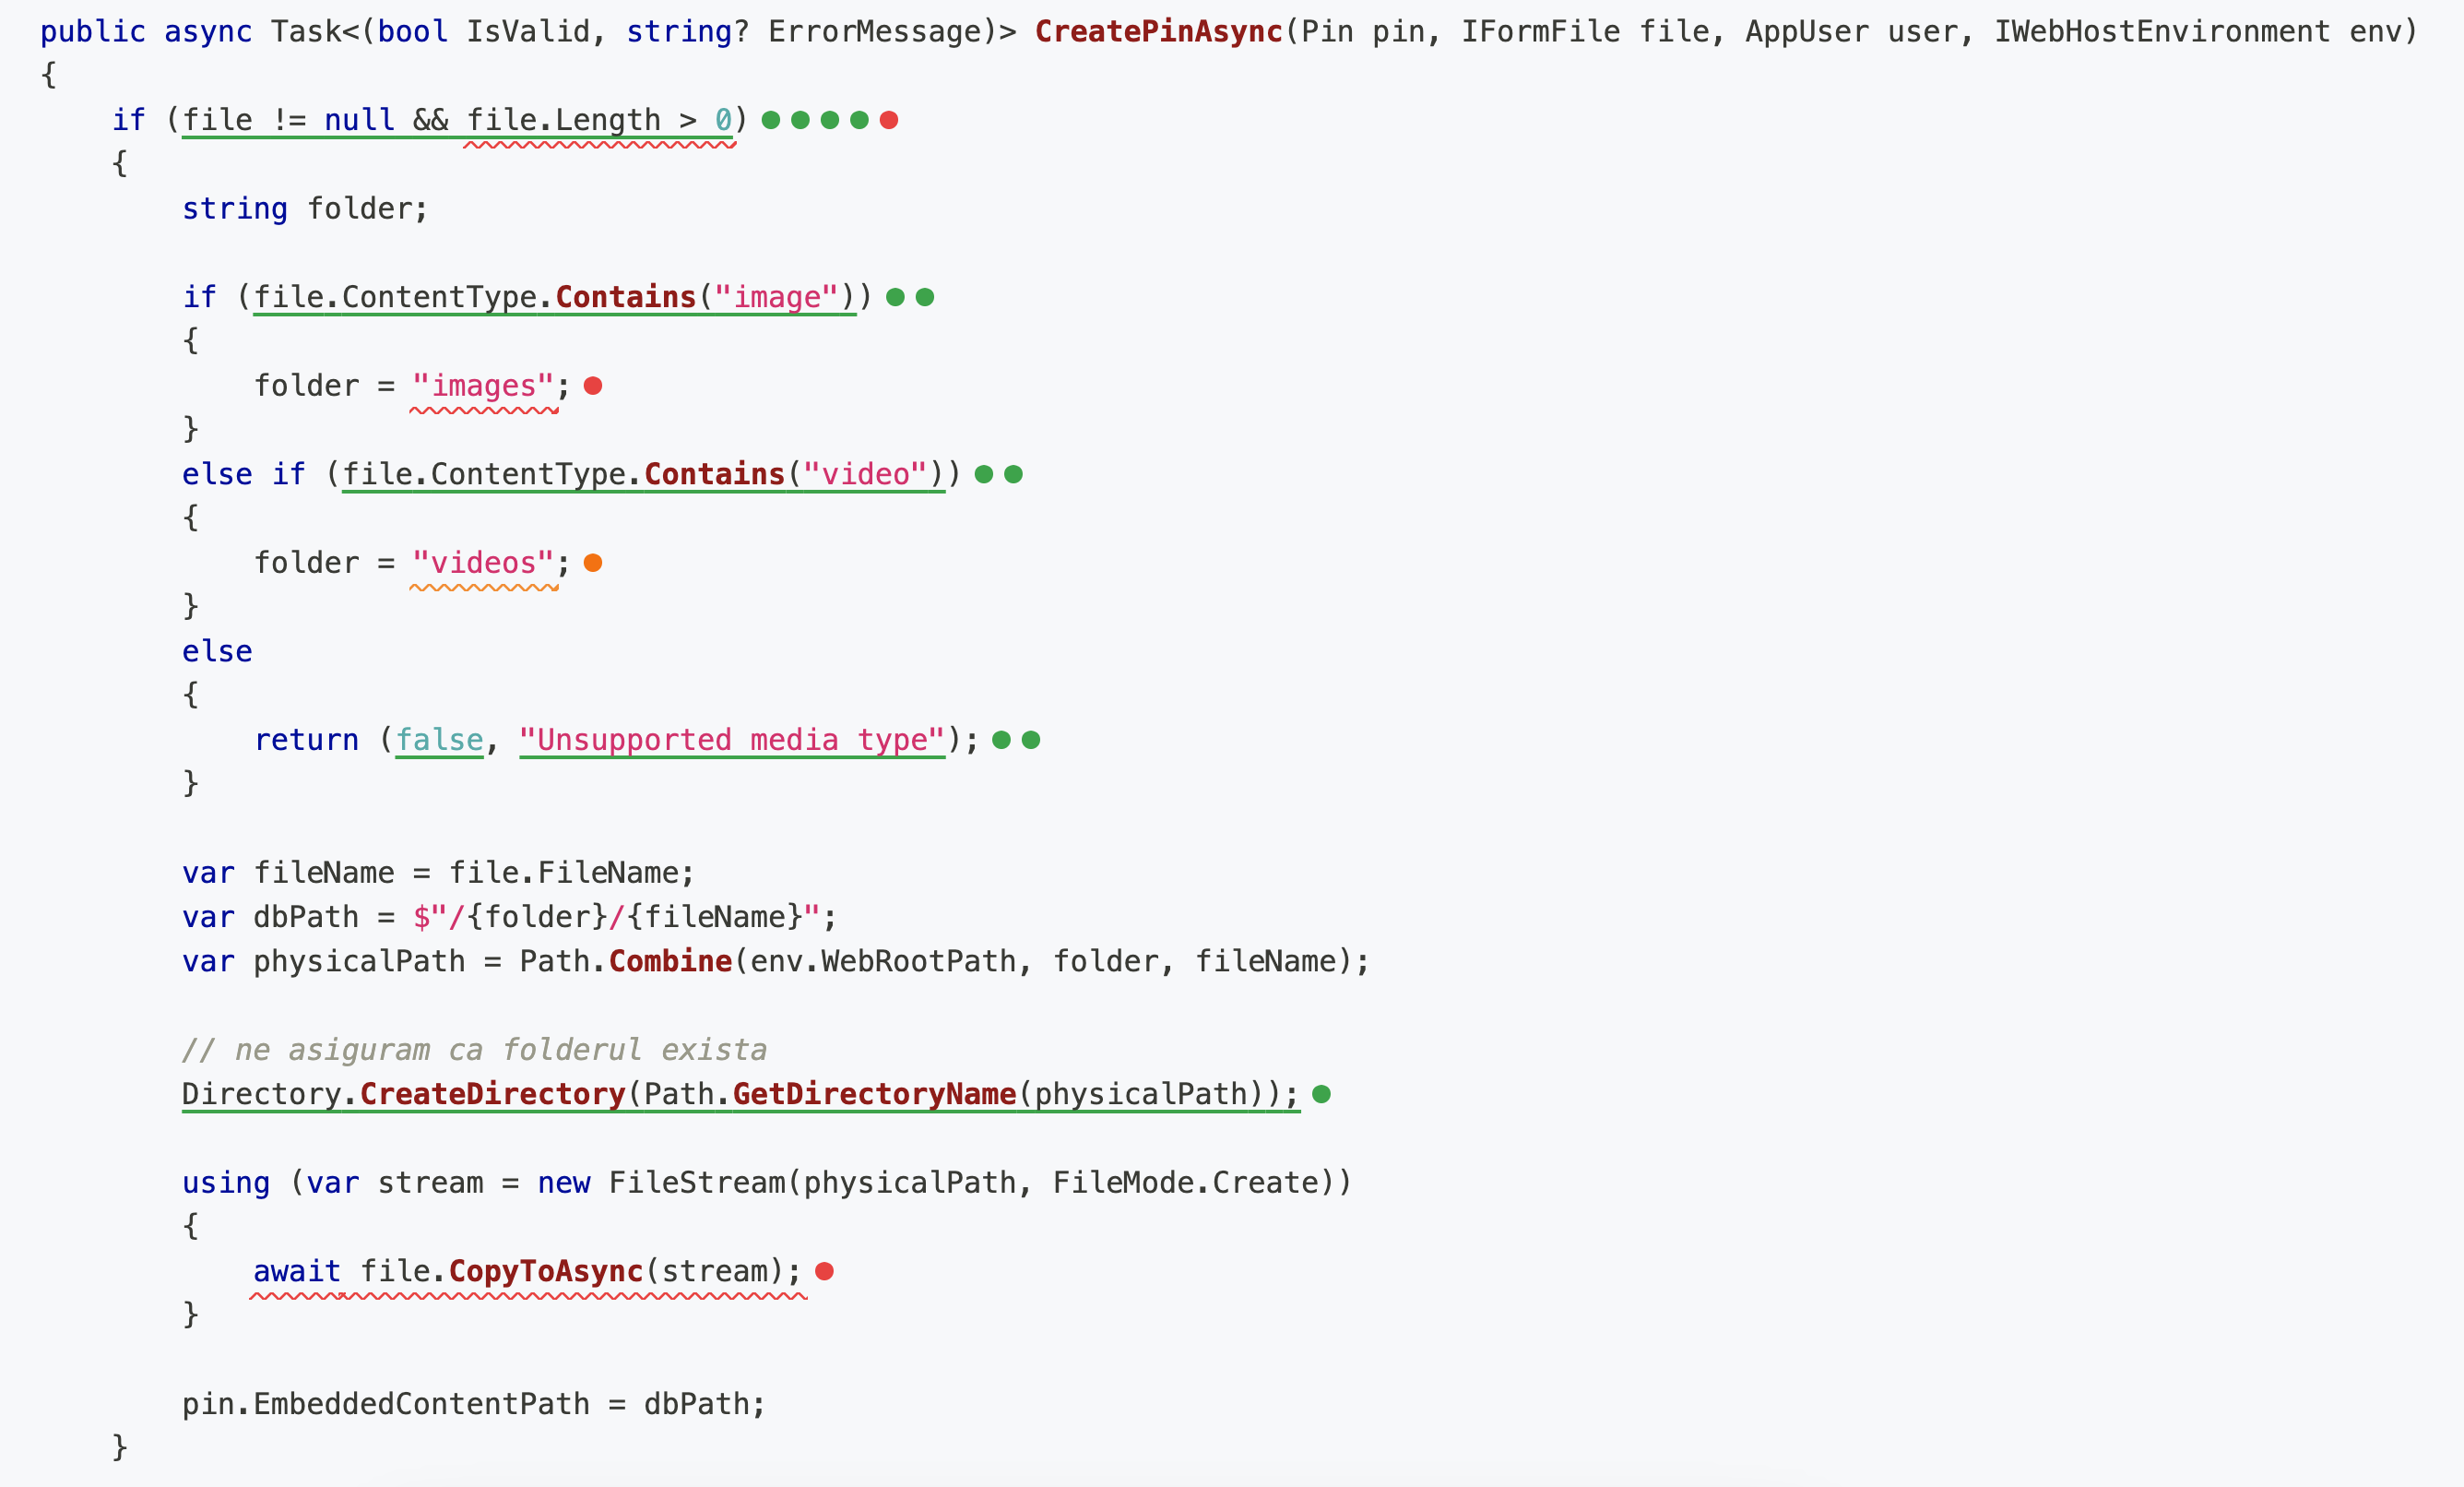 public async Task<(bool IsValid, string? ErrorMessage)> CreatePinAsync(Pin pin, IFormFile file, AppUser user, IWebHostEnvironment env)
{
    if (file != null && file.Length > 0)
    {
        string folder;

        if (file.ContentType.Contains("image"))
        {
            folder = "images";
        }
        else if (file.ContentType.Contains("video"))
        {
            folder = "videos";
        }
        else
        {
            return (false, "Unsupported media type");
        }

        var fileName = file.FileName;
        var dbPath = $"/{folder}/{fileName}";
        var physicalPath = Path.Combine(env.WebRootPath, folder, fileName);

        // ne asiguram ca folderul exista
        Directory.CreateDirectory(Path.GetDirectoryName(physicalPath));

        using (var stream = new FileStream(physicalPath, FileMode.Create))
        {
            await file.CopyToAsync(stream);
        }

        pin.EmbeddedContentPath = dbPath;
    }